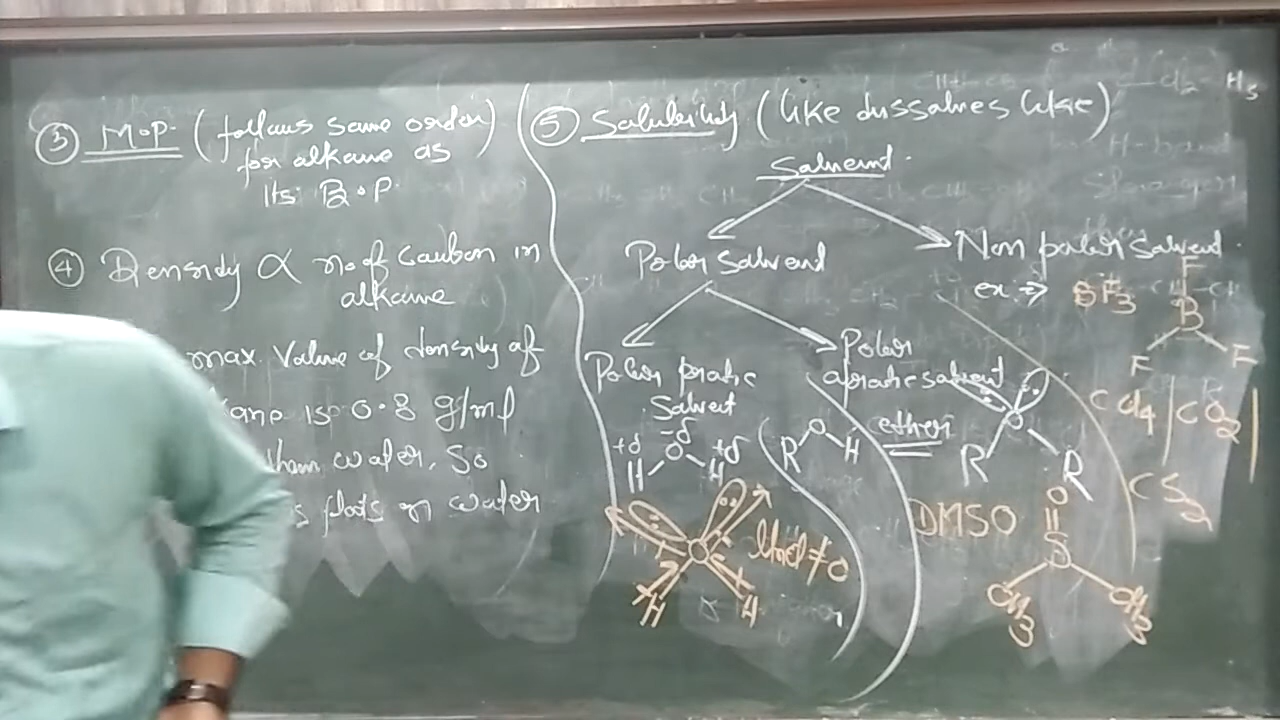 ③ M.P. (follows same order)
for alkane as
its B.P.
④ Density ∝ no of carbon in
alkane
max. Value of density of
is 0.8 g/ml
than water, so
floats on water
⑤ Solubility (like dissolves like)
Solvent.
Polar solvent
Non polar solvent.
ex ⇒ BF3
F
B
F F
Polar protic
Solvent
Polar
aprotic solvent
ether
-δ
+δ O +δ
H H
R O H
O
R R
CCl4 | CO2 |
CS2
O
H H
μnet ≠ 0
DMSO
O
S
CH3 CH3